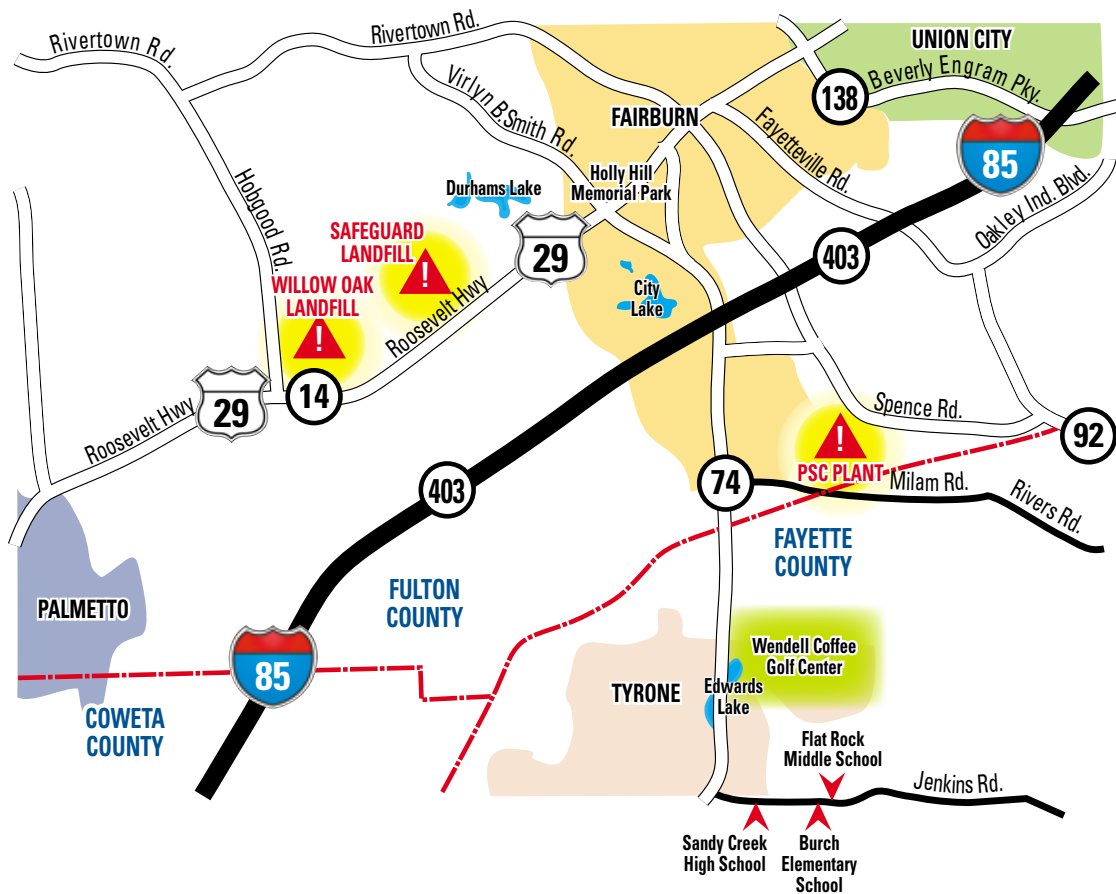 Rivertown Rd.
Rivertown Rd.
UNION CITY
Beverly Engram Pky.
138
Virlyn B.Smith Rd.
FAIRBURN
Fayetteville Rd.
85
Holly Hill
Memorial Park
Durhams Lake
Hobgood Rd.
Oakley Ind. Blvd.
SAFEGUARD
LANDFILL
!
29
403
WILLOW OAK
LANDFILL
!
City
Lake
Roosevelt Hwy
14
29
Roosevelt Hwy
Spence Rd.
92
!
PSC PLANT
403
74
Milam Rd.
Rivers Rd.
FAYETTE
COUNTY
FULTON
COUNTY
PALMETTO
85
Wendell Coffee
Golf Center
TYRONE
Edwards
Lake
COWETA
COUNTY
Flat Rock
Middle School
Jenkins Rd.
Sandy Creek
High School
Burch
Elementary
School